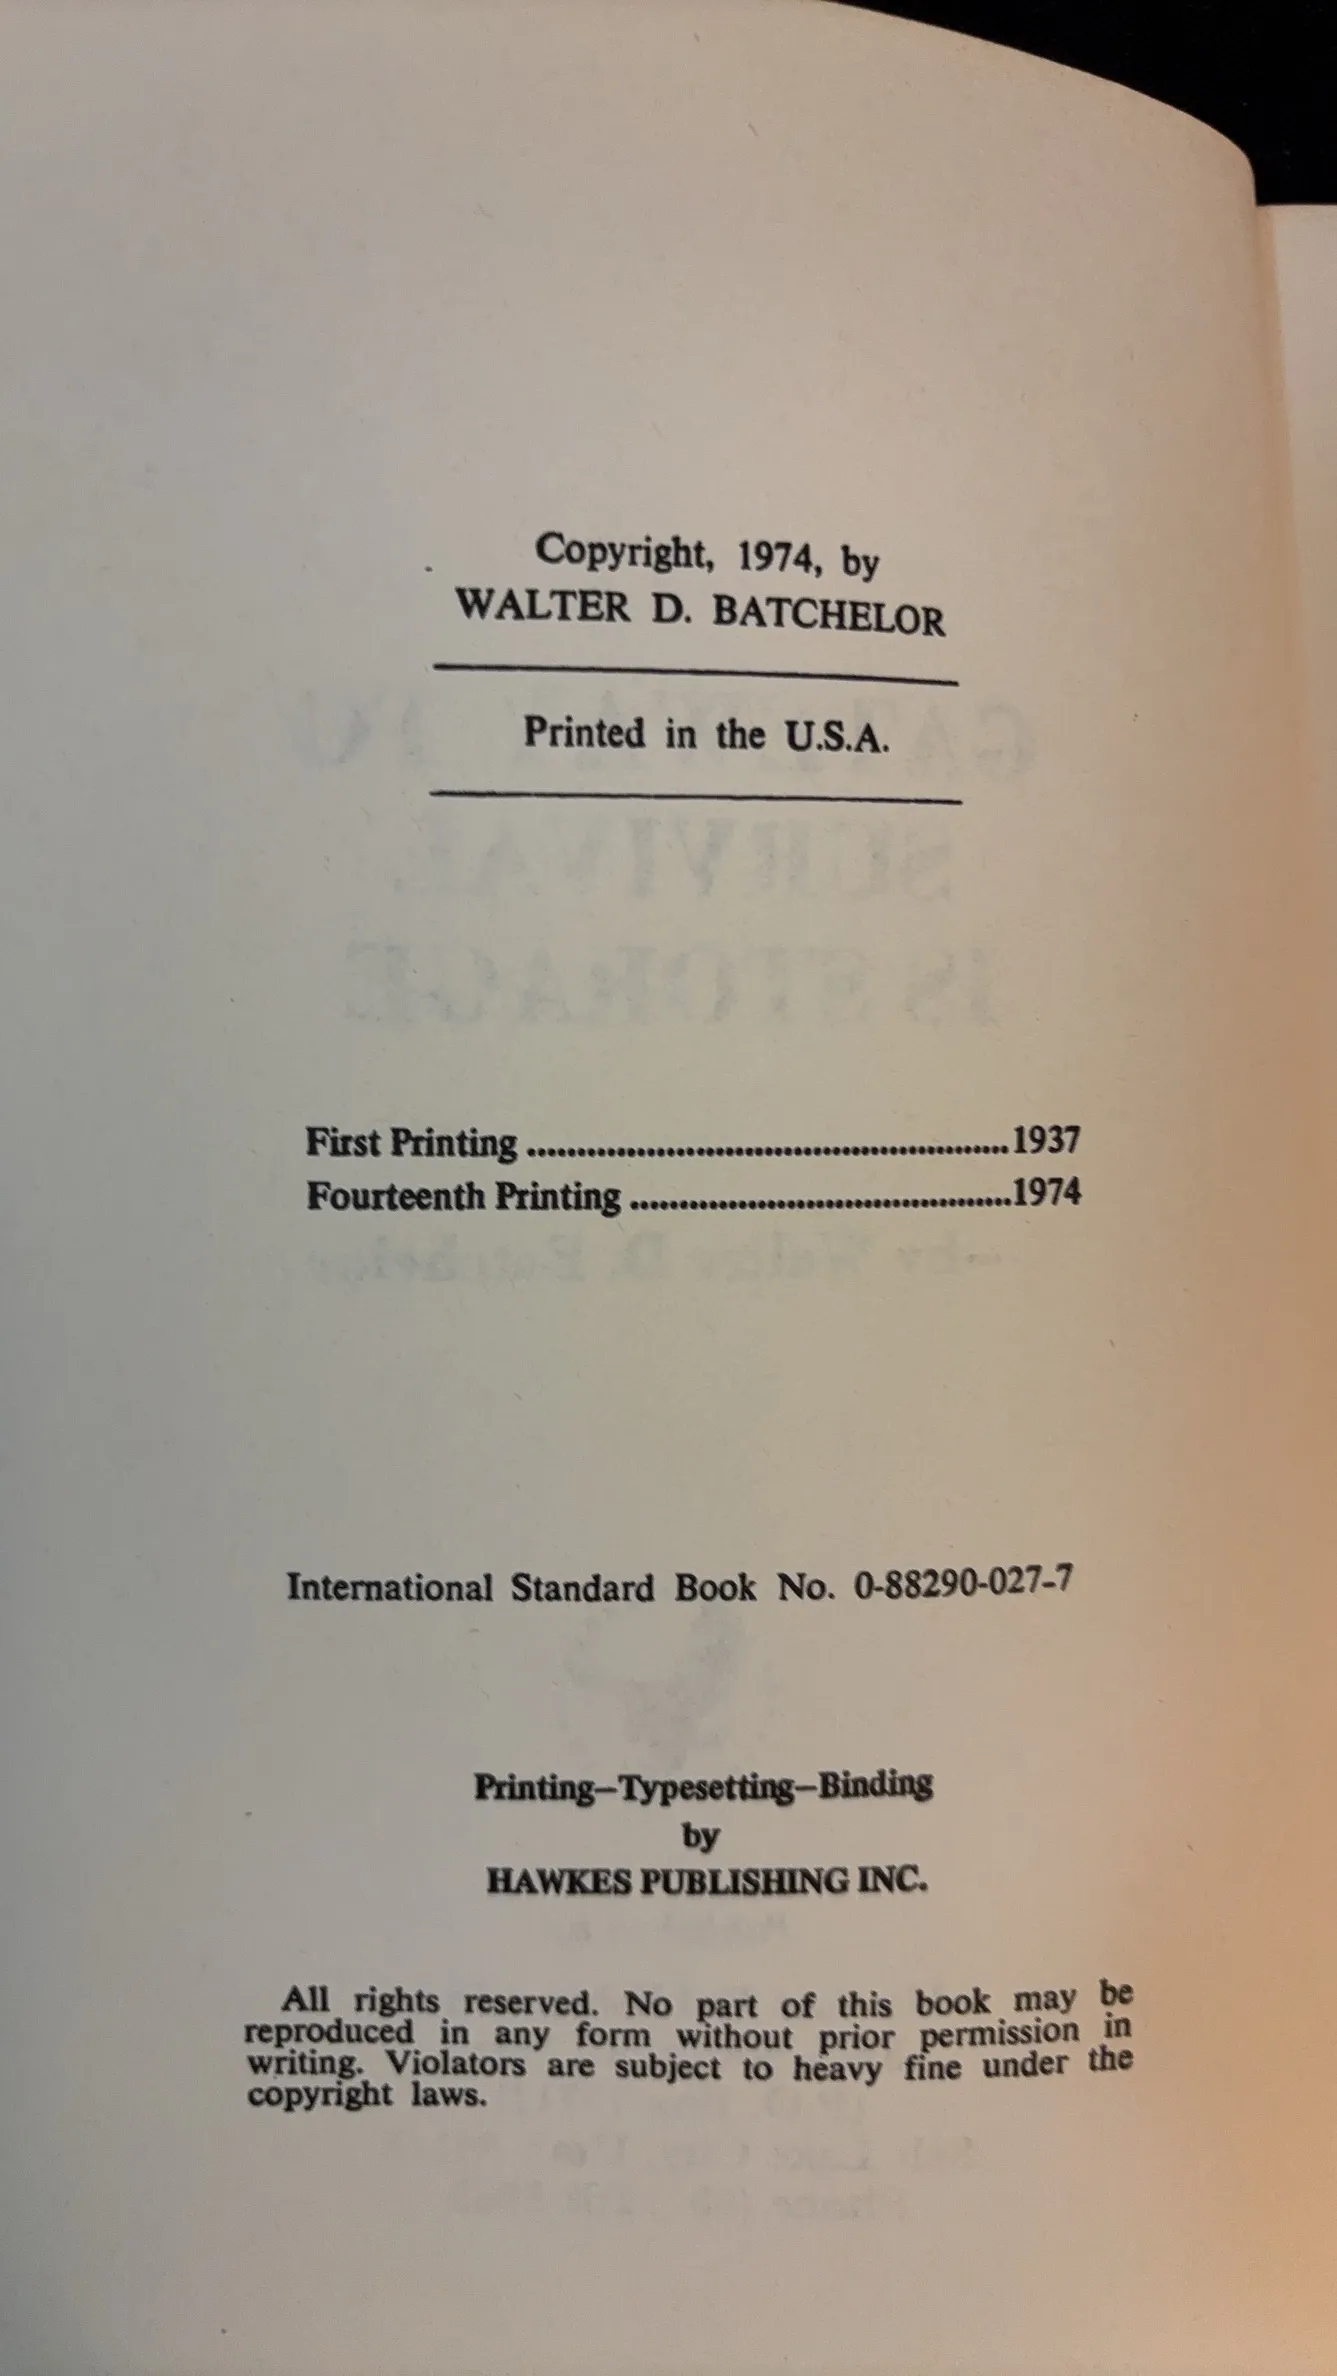 Copyright, 1974, by
WALTER D. BATCHELOR
Printed in the U.S.A.
First Printing ................................................ 1937
Fourteenth Printing ...................................... 1974
International Standard Book No. 0-88290-027-7
Printing—Typesetting—Binding
by
HAWKES PUBLISHING INC.
All rights reserved. No part of this book may be
reproduced in any form without prior permission in
writing. Violators are subject to heavy fine under the
copyright laws.